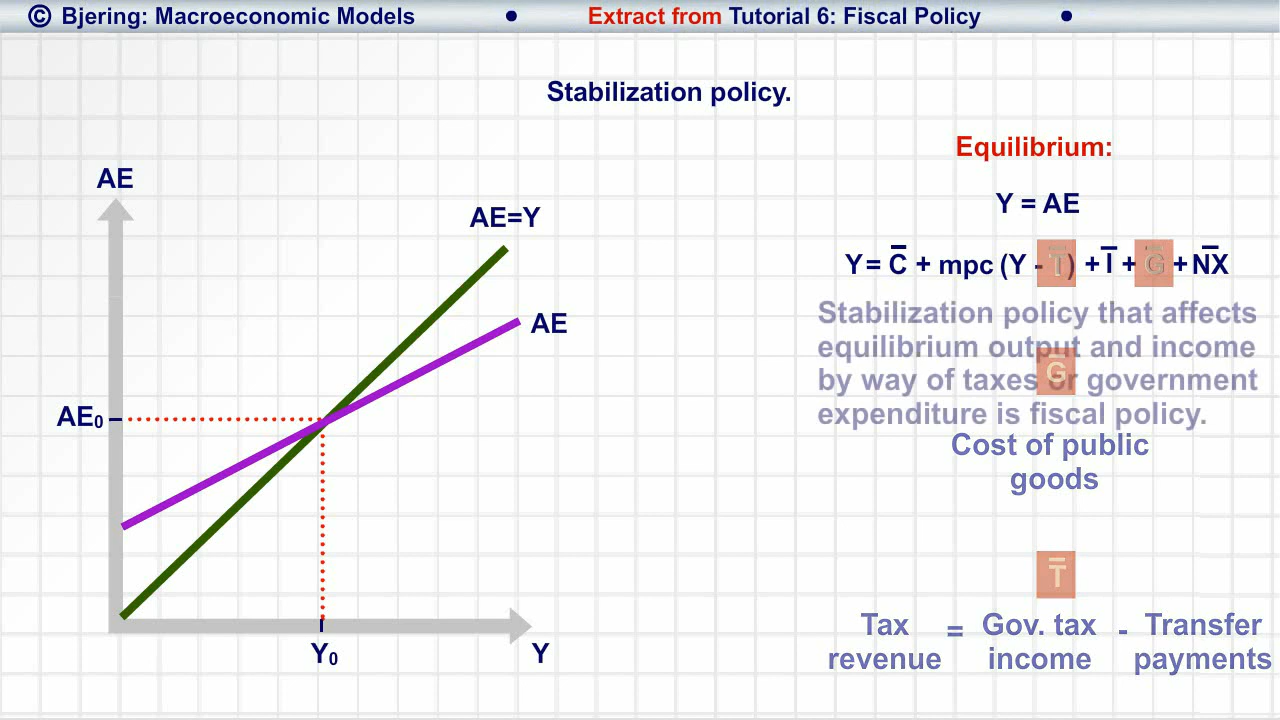 © Bjering: Macroeconomic Models • Extract from Tutorial 6: Fiscal Policy •
Stabilization policy.
Equilibrium:
Y = AE
Y = C̅ + mpc (Y - T̅) + I̅ + G̅ + N̅X̅
Stabilization policy that affects
equilibrium output and income
by way of taxes or government
expenditure is fiscal policy.
G̅
Cost of public
goods
T̅
Tax revenue = Gov. tax income - Transfer payments
AE
AE=Y
AE
AE₀
Y₀
Y